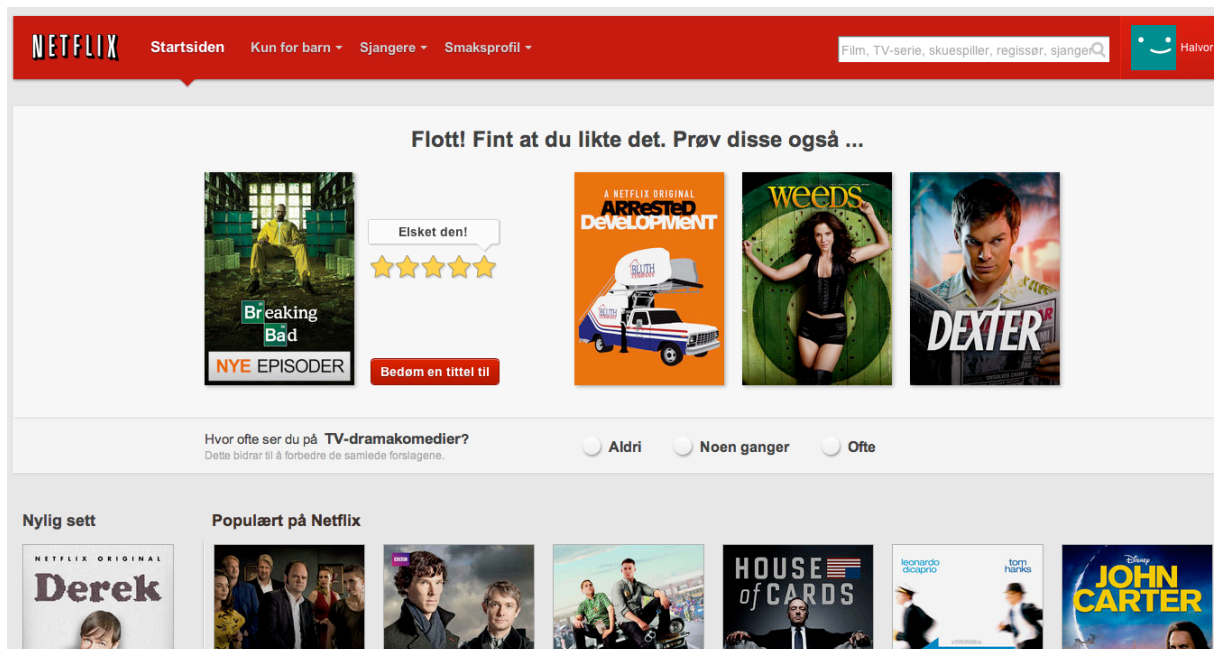 NETFLIX
Startsiden
Kun for barn
Sjangere
Smaksprofil
Film, TV-serie, skuespiller, regissør, sjanger
Halvor
Flott! Fint at du likte det. Prøv disse også ...
Breaking
Bad
NYE EPISODER
Elsket den!
Bedøm en tittel til
A NETFLIX ORIGINAL
ARRESTED
DEVELOPMENT
BLUTH
BLUTH
WEEDS
DEXTER
Hvor ofte ser du på TV-dramakomedier?
Dette bidrar til å forbedre de samlede forslagene.
Aldri
Noen ganger
Ofte
Nylig sett
Populært på Netflix
NETFLIX ORIGINAL
Derek
BBC
HOUSE
of CARDS
leonardo
dicaprio
tom
hanks
Disney
JOHN
CARTER